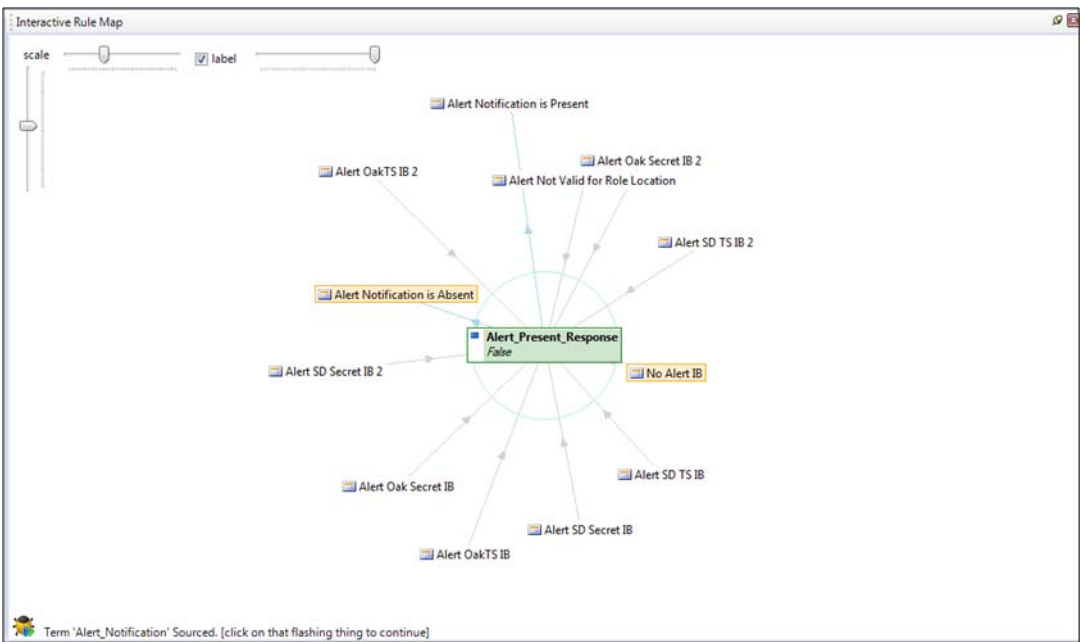 Interactive Rule Map
scale
label
Alert Notification is Present
Alert Oak Secret IB 2
Alert OakTS IB 2
Alert Not Valid for Role Location
Alert SD TS IB 2
Alert Notification is Absent
Alert_Present_Response
False
Alert SD Secret IB 2
No Alert IB
Alert SD TS IB
Alert Oak Secret IB
Alert SD Secret IB
Alert OakTS IB
Term 'Alert_Notification' Sourced. [click on that flashing thing to continue]